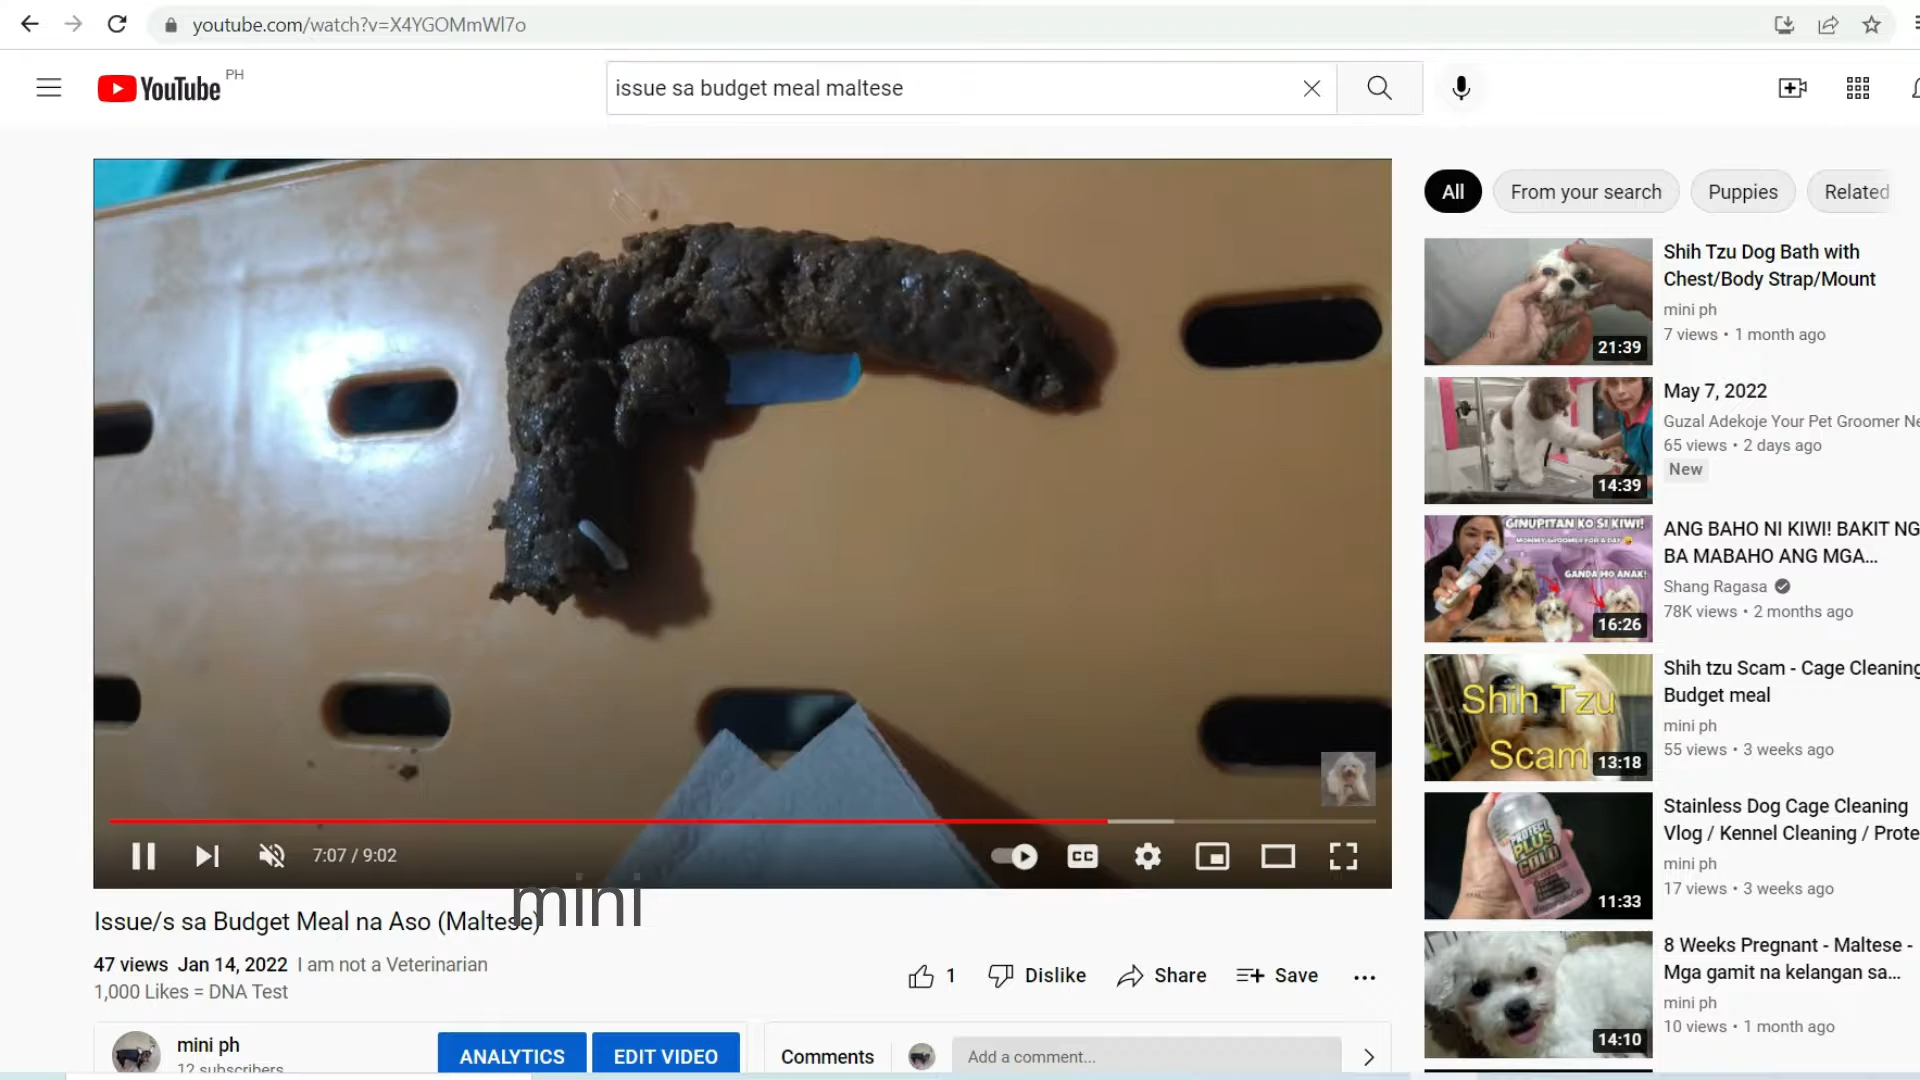 youtube.com/watch?v=X4YGOMmWl7o
YouTube PH
issue sa budget meal maltese
All
From your search
Puppies
Related
Shih Tzu Dog Bath with
Chest/Body Strap/Mount
mini ph
7 views • 1 month ago
21:39
May 7, 2022
Guzal Adekoje Your Pet Groomer Ne
65 views • 2 days ago
New
14:39
GINUPITAN KO SI KIWI!
MOMMY GROOMER FOR A DAY
GANDA MO ANAK!
16:26
ANG BAHO NI KIWI! BAKIT NG
BA MABAHO ANG MGA...
Shang Ragasa
78K views • 2 months ago
Shih Tzu
Scam
13:18
Shih tzu Scam - Cage Cleaning
Budget meal
mini ph
55 views • 3 weeks ago
PROTECT
PLUS
GOLD
11:33
Stainless Dog Cage Cleaning
Vlog / Kennel Cleaning / Prote
mini ph
17 views • 3 weeks ago
14:10
8 Weeks Pregnant - Maltese -
Mga gamit na kelangan sa...
mini ph
10 views • 1 month ago
7:07 / 9:02
CC
mini
Issue/s sa Budget Meal na Aso (Maltese)
47 views Jan 14, 2022 I am not a Veterinarian
1,000 Likes = DNA Test
1
Dislike
Share
Save
mini ph
12 subscribers
ANALYTICS
EDIT VIDEO
Comments
Add a comment...